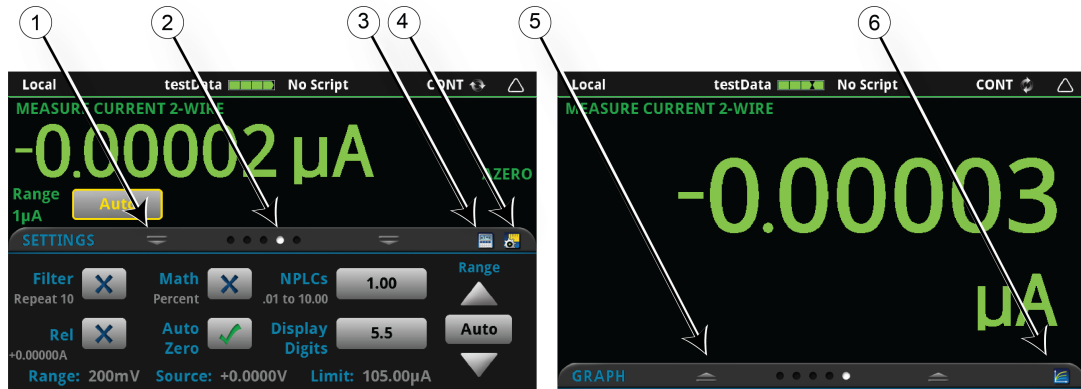 1 2 3 4 5 6
Local testData No Script CONT
MEASURE CURRENT 2-WIRE
-0.00002 µA
AZERO
Range
1µA
Auto
SETTINGS
Filter
Repeat 10
Math
Percent
NPLCs
.01 to 10.00
1.00
Range
Rel
+0.00000A
Auto
Zero
Display
Digits
5.5
Auto
Range: 200mV Source: +0.0000V Limit: 105.00µA
Local testData No Script CONT
MEASURE CURRENT 2-WIRE
-0.00003
µA
GRAPH